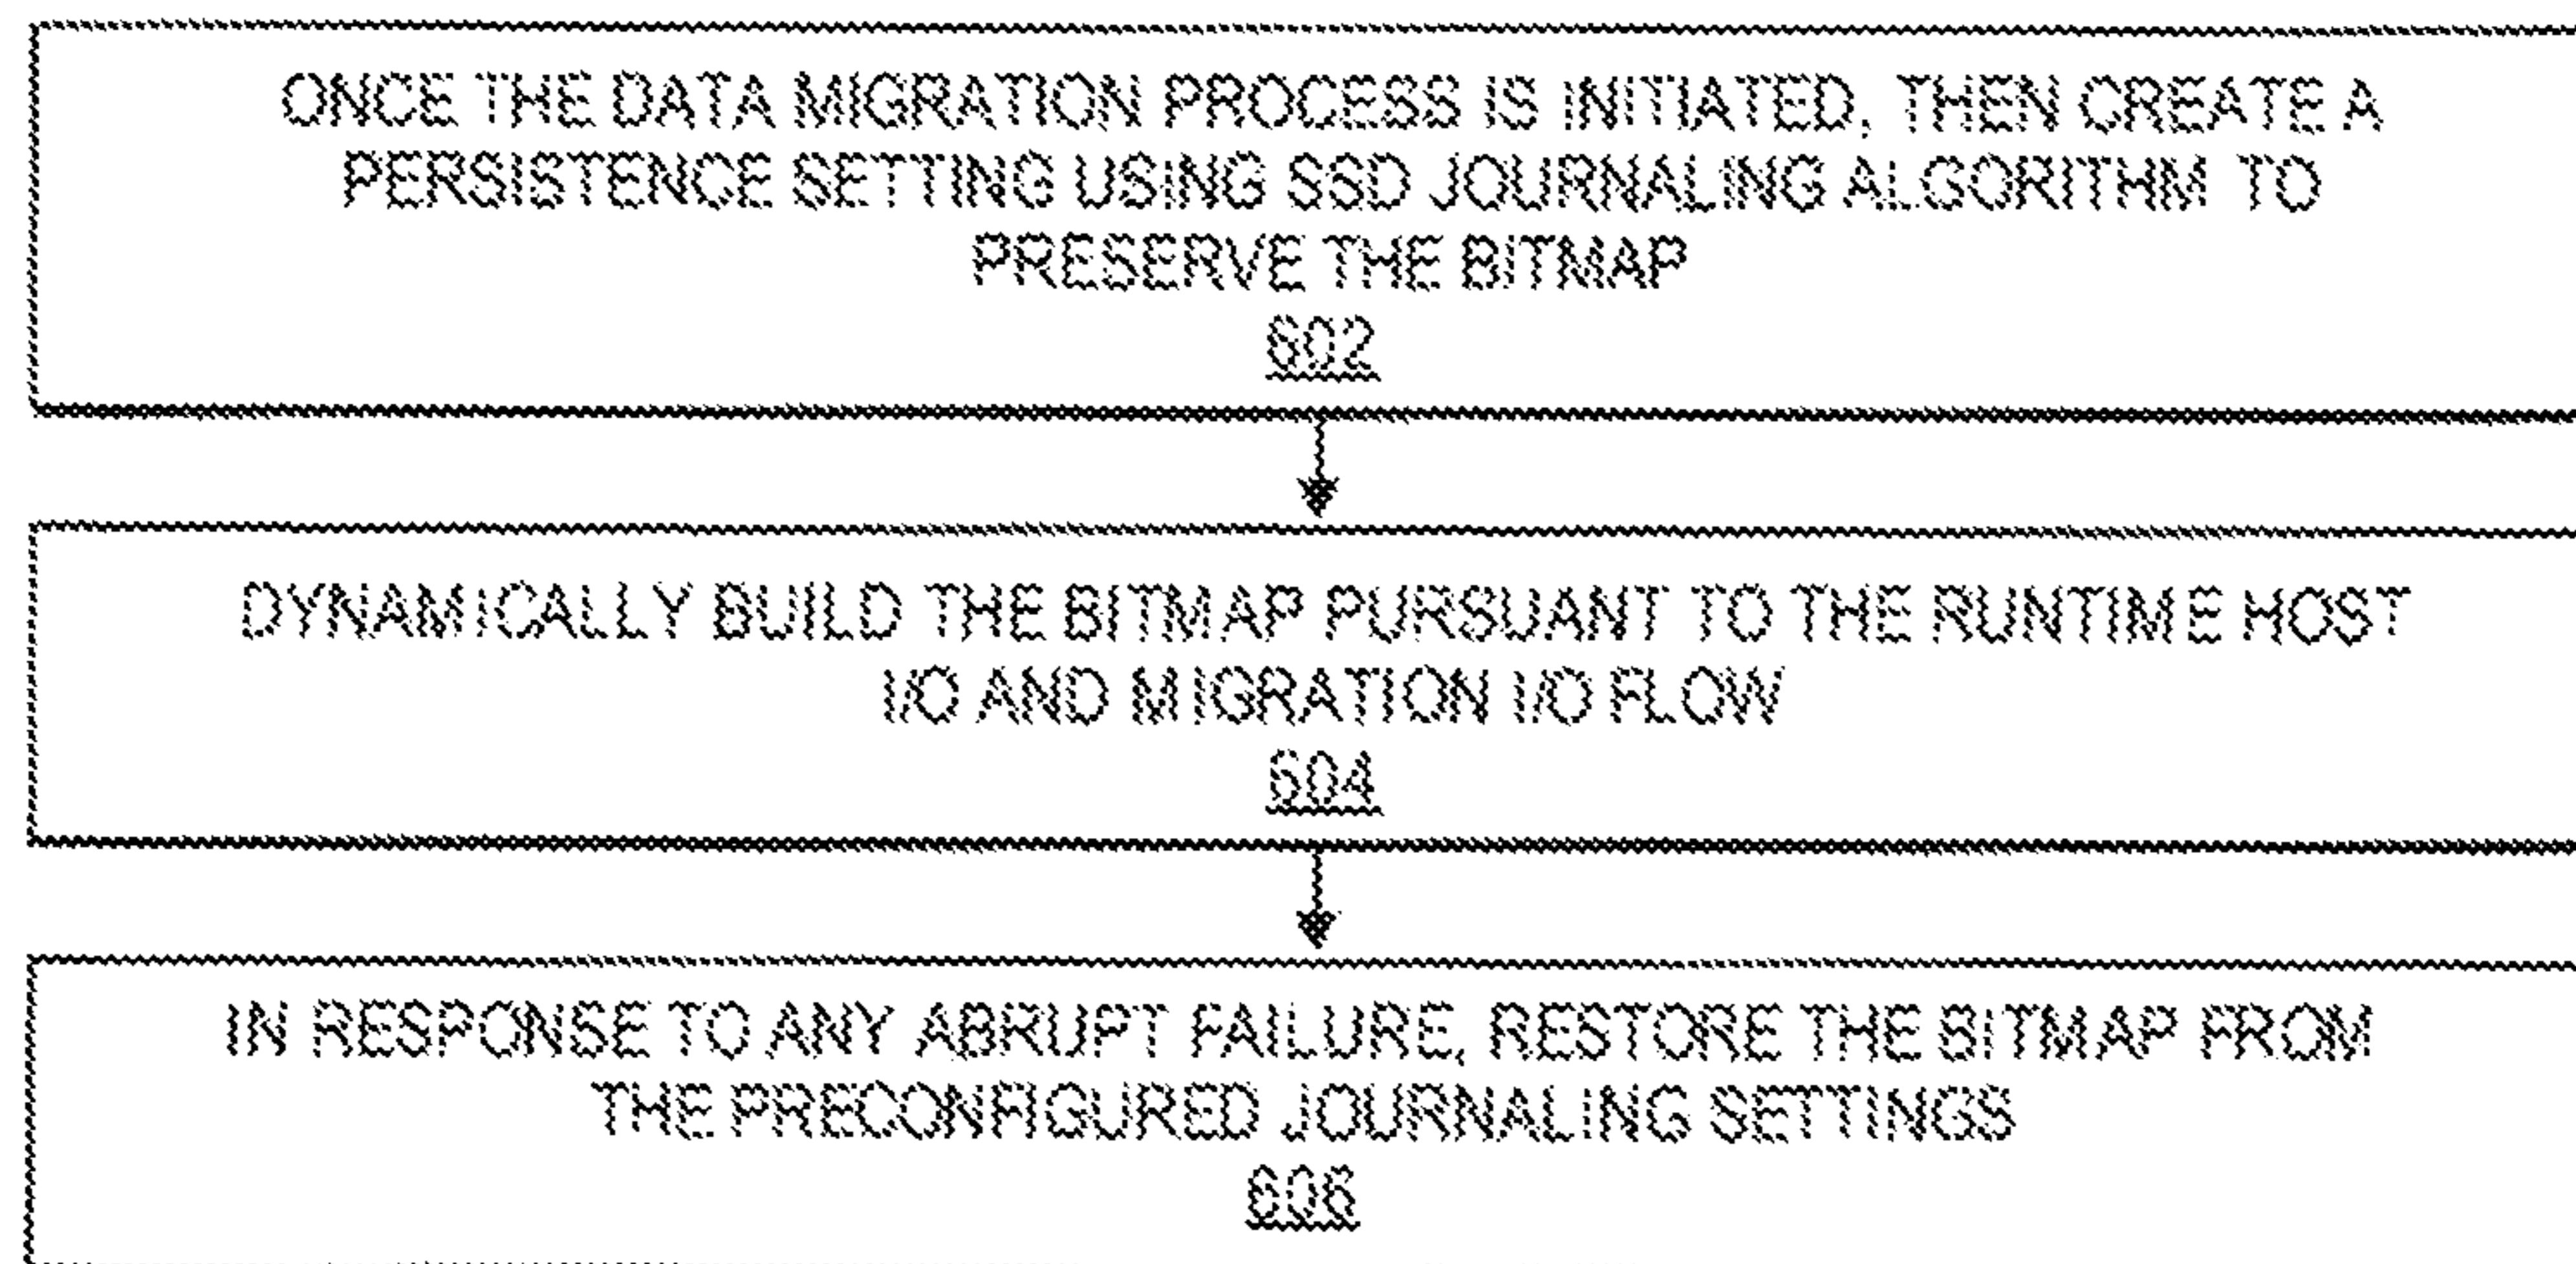 ONCE THE DATA MIGRATION PROCESS IS INITIATED, THEN CREATE A
PERSISTENCE SETTING USING SSD JOURNALING ALGORITHM TO
PRESERVE THE BITMAP
602
DYNAMICALLY BUILD THE BITMAP PURSUANT TO THE RUNTIME HOST
I/O AND MIGRATION I/O FLOW
604
IN RESPONSE TO ANY ABRUPT FAILURE, RESTORE THE BITMAP FROM
THE PRECONFIGURED JOURNALING SETTINGS
606